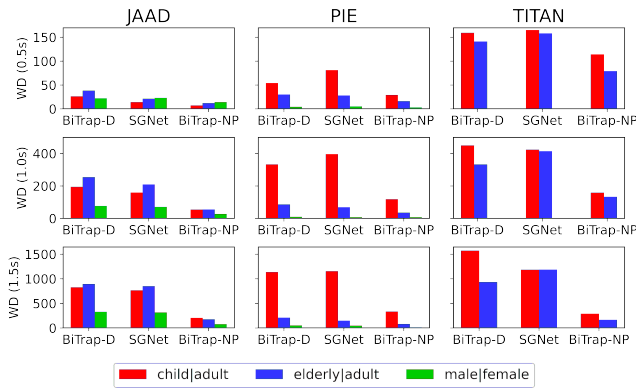 JAAD PIE TITAN
WD (0.5s)
150
100
50
0
BiTrap-D SGNet BiTrap-NP BiTrap-D SGNet BiTrap-NP BiTrap-D SGNet BiTrap-NP
WD (1.0s)
400
200
0
BiTrap-D SGNet BiTrap-NP BiTrap-D SGNet BiTrap-NP BiTrap-D SGNet BiTrap-NP
WD (1.5s)
1500
1000
500
0
BiTrap-D SGNet BiTrap-NP BiTrap-D SGNet BiTrap-NP BiTrap-D SGNet BiTrap-NP
child|adult elderly|adult male|female